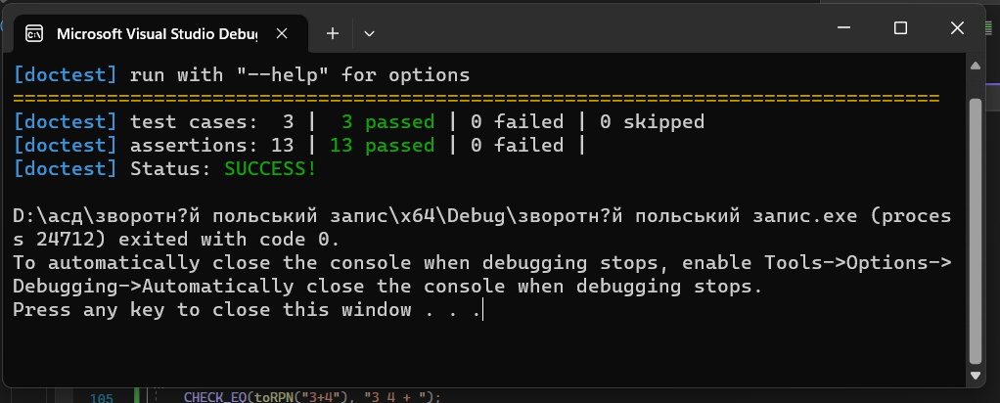 Microsoft Visual Studio Debug
[doctest] run with "--help" for options
===============================================================================
[doctest] test cases:  3 |  3 passed | 0 failed | 0 skipped
[doctest] assertions: 13 | 13 passed | 0 failed |
[doctest] Status: SUCCESS!
D:\асд\зворотн?й польський запис\x64\Debug\зворотн?й польський запис.exe (proces
s 24712) exited with code 0.
To automatically close the console when debugging stops, enable Tools->Options->
Debugging->Automatically close the console when debugging stops.
Press any key to close this window . . .
105 CHECK_EQ(toRPN("3+4"), "3 4 + ");